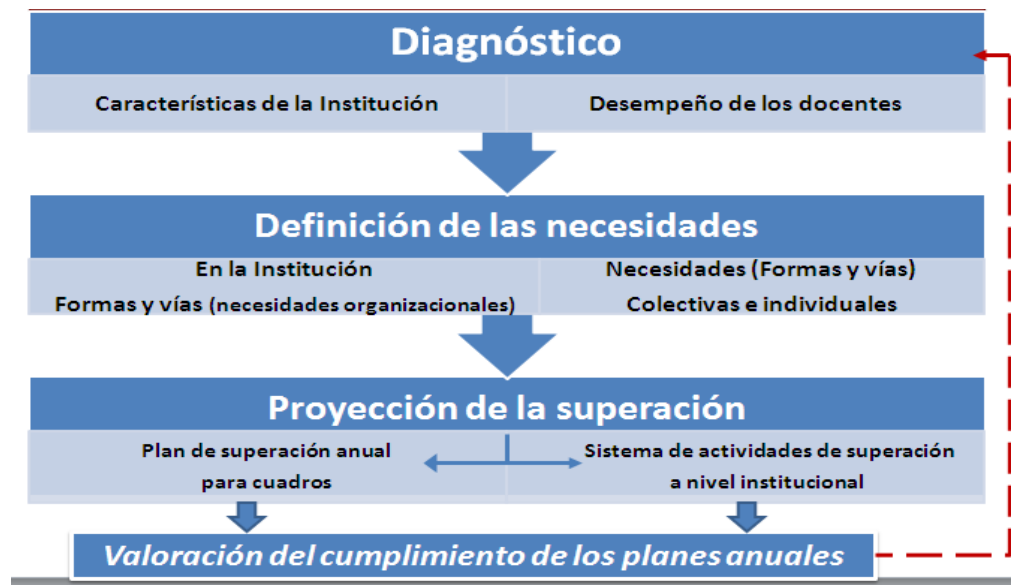 Diagnóstico
Características de la Institución
Desempeño de los docentes
Definición de las necesidades
En la Institución
Formas y vías (necesidades organizacionales)
Necesidades (Formas y vías)
Colectivas e individuales
Proyección de la superación
Plan de superación anual
para cuadros
Sistema de actividades de superación
a nivel institucional
Valoración del cumplimiento de los planes anuales